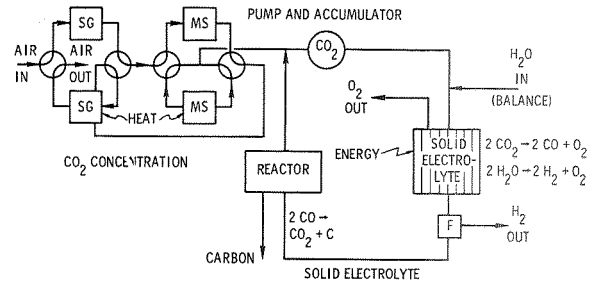 PUMP AND ACCUMULATOR
SG
MS
AIR IN
AIR OUT
CO2
H2O
IN
(BALANCE)
O2
OUT
SG
HEAT
MS
CO2 CONCENTRATION
REACTOR
ENERGY
SOLID
ELECTRO-
LYTE
2 CO2→2 CO + O2
2 H2O→2 H2 + O2
2 CO→
CO2 + C
F
H2
OUT
CARBON
SOLID ELECTROLYTE